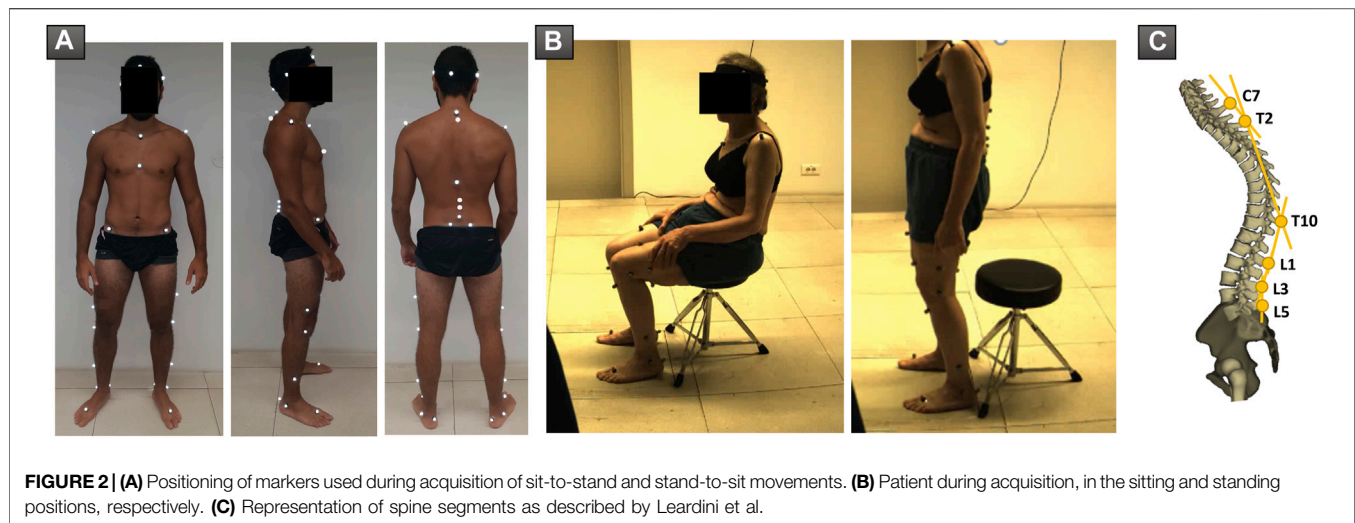 A
B
C
C7
T2
T10
L1
L3
L5
FIGURE 2 | (A) Positioning of markers used during acquisition of sit-to-stand and stand-to-sit movements. (B) Patient during acquisition, in the sitting and standing
positions, respectively. (C) Representation of spine segments as described by Leardini et al.